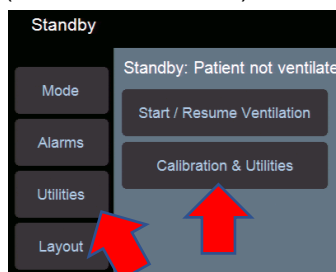 Standby
Standby: Patient not ventilate
Mode
Start / Resume Ventilation
Alarms
Calibration & Utilities
Utilities
Layout